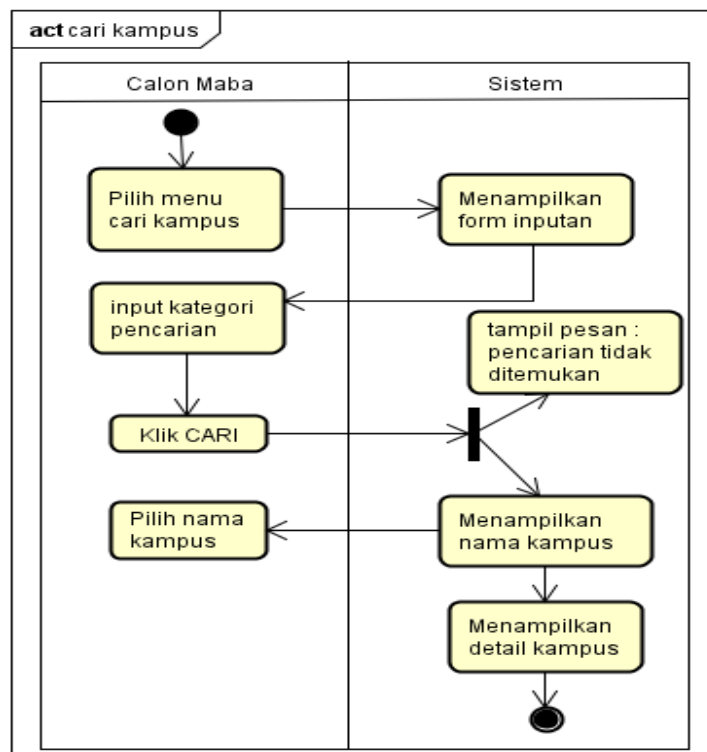 act cari kampus
Calon Maba
Sistem
Pilih menu
cari kampus
Menampilkan
form inputan
input kategori
pencarian
tampil pesan :
pencarian tidak
ditemukan
Klik CARI
Pilih nama
kampus
Menampilkan
nama kampus
Menampilkan
detail kampus